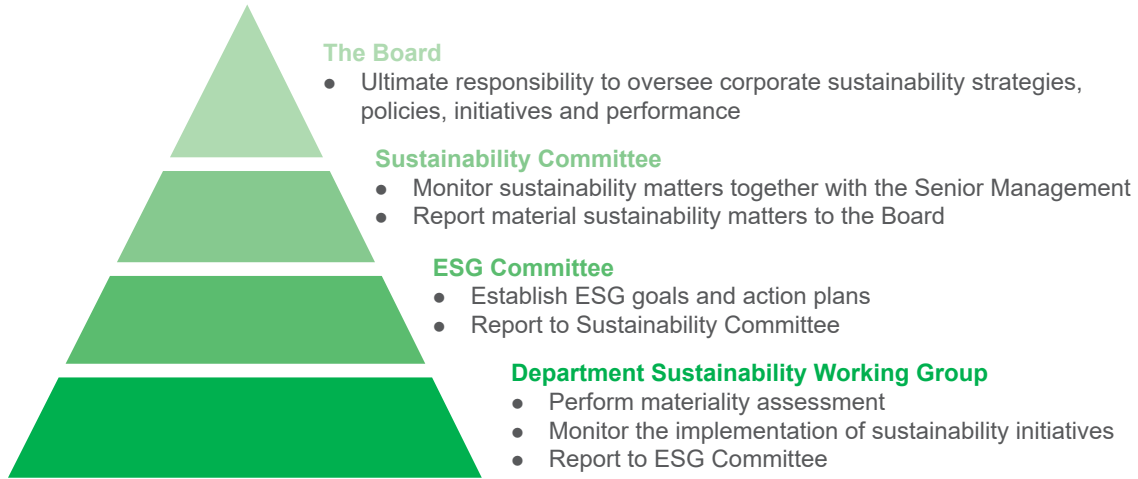 The Board
● Ultimate responsibility to oversee corporate sustainability strategies,
policies, initiatives and performance
Sustainability Committee
● Monitor sustainability matters together with the Senior Management
● Report material sustainability matters to the Board
ESG Committee
● Establish ESG goals and action plans
● Report to Sustainability Committee
Department Sustainability Working Group
● Perform materiality assessment
● Monitor the implementation of sustainability initiatives
● Report to ESG Committee